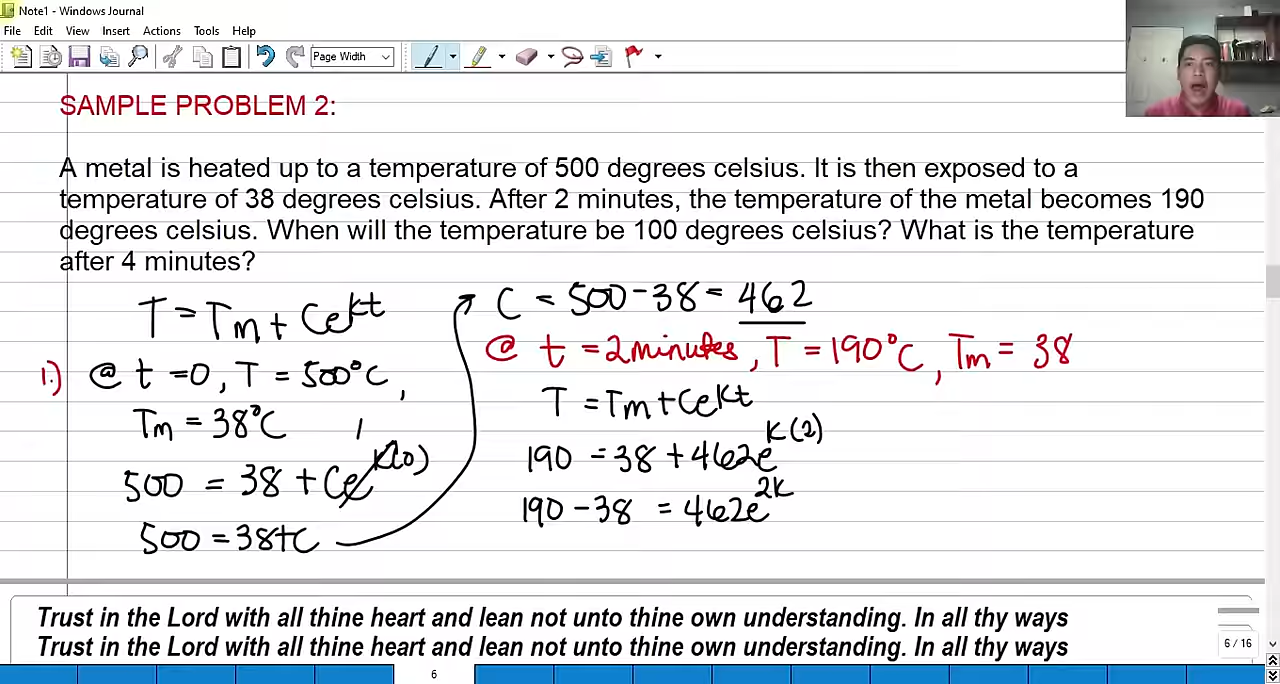 Note1 - Windows Journal
File Edit View Insert Actions Tools Help
Page Width
SAMPLE PROBLEM 2:
A metal is heated up to a temperature of 500 degrees celsius. It is then exposed to a
temperature of 38 degrees celsius. After 2 minutes, the temperature of the metal becomes 190
degrees celsius. When will the temperature be 100 degrees celsius? What is the temperature
after 4 minutes?
T = Tm + Ce^kt
1.) @ t = 0, T = 500°C,
Tm = 38°C
1
500 = 38 + Ce^k(0)
500 = 38 + C
C = 500 - 38 = 462
@ t = 2 minutes, T = 190°C, Tm = 38
T = Tm + Ce^kt
190 = 38 + 462e^k(2)
190 - 38 = 462e^2k
Trust in the Lord with all thine heart and lean not unto thine own understanding. In all thy ways
Trust in the Lord with all thine heart and lean not unto thine own understanding. In all thy ways
6 / 16
6